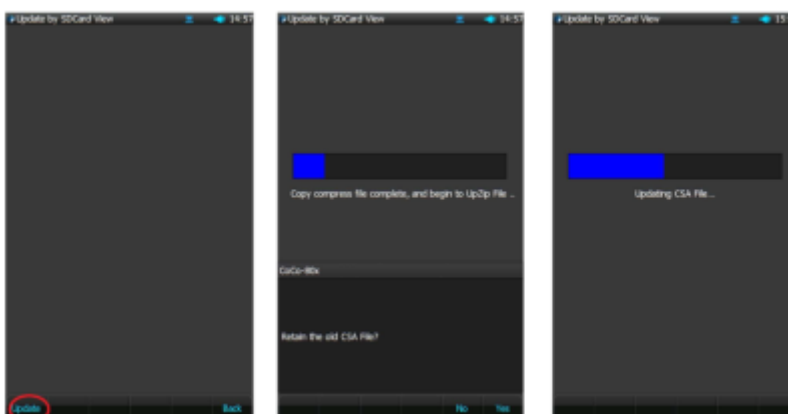 Update by SDCard View 14:57
Update Back
Update by SDCard View 14:57
Copy compress file complete, and begin to UpZip File ..
CoCo-80x
Retain the old CSA File?
No Yes
Update by SDCard View 15:
Updating CSA File...